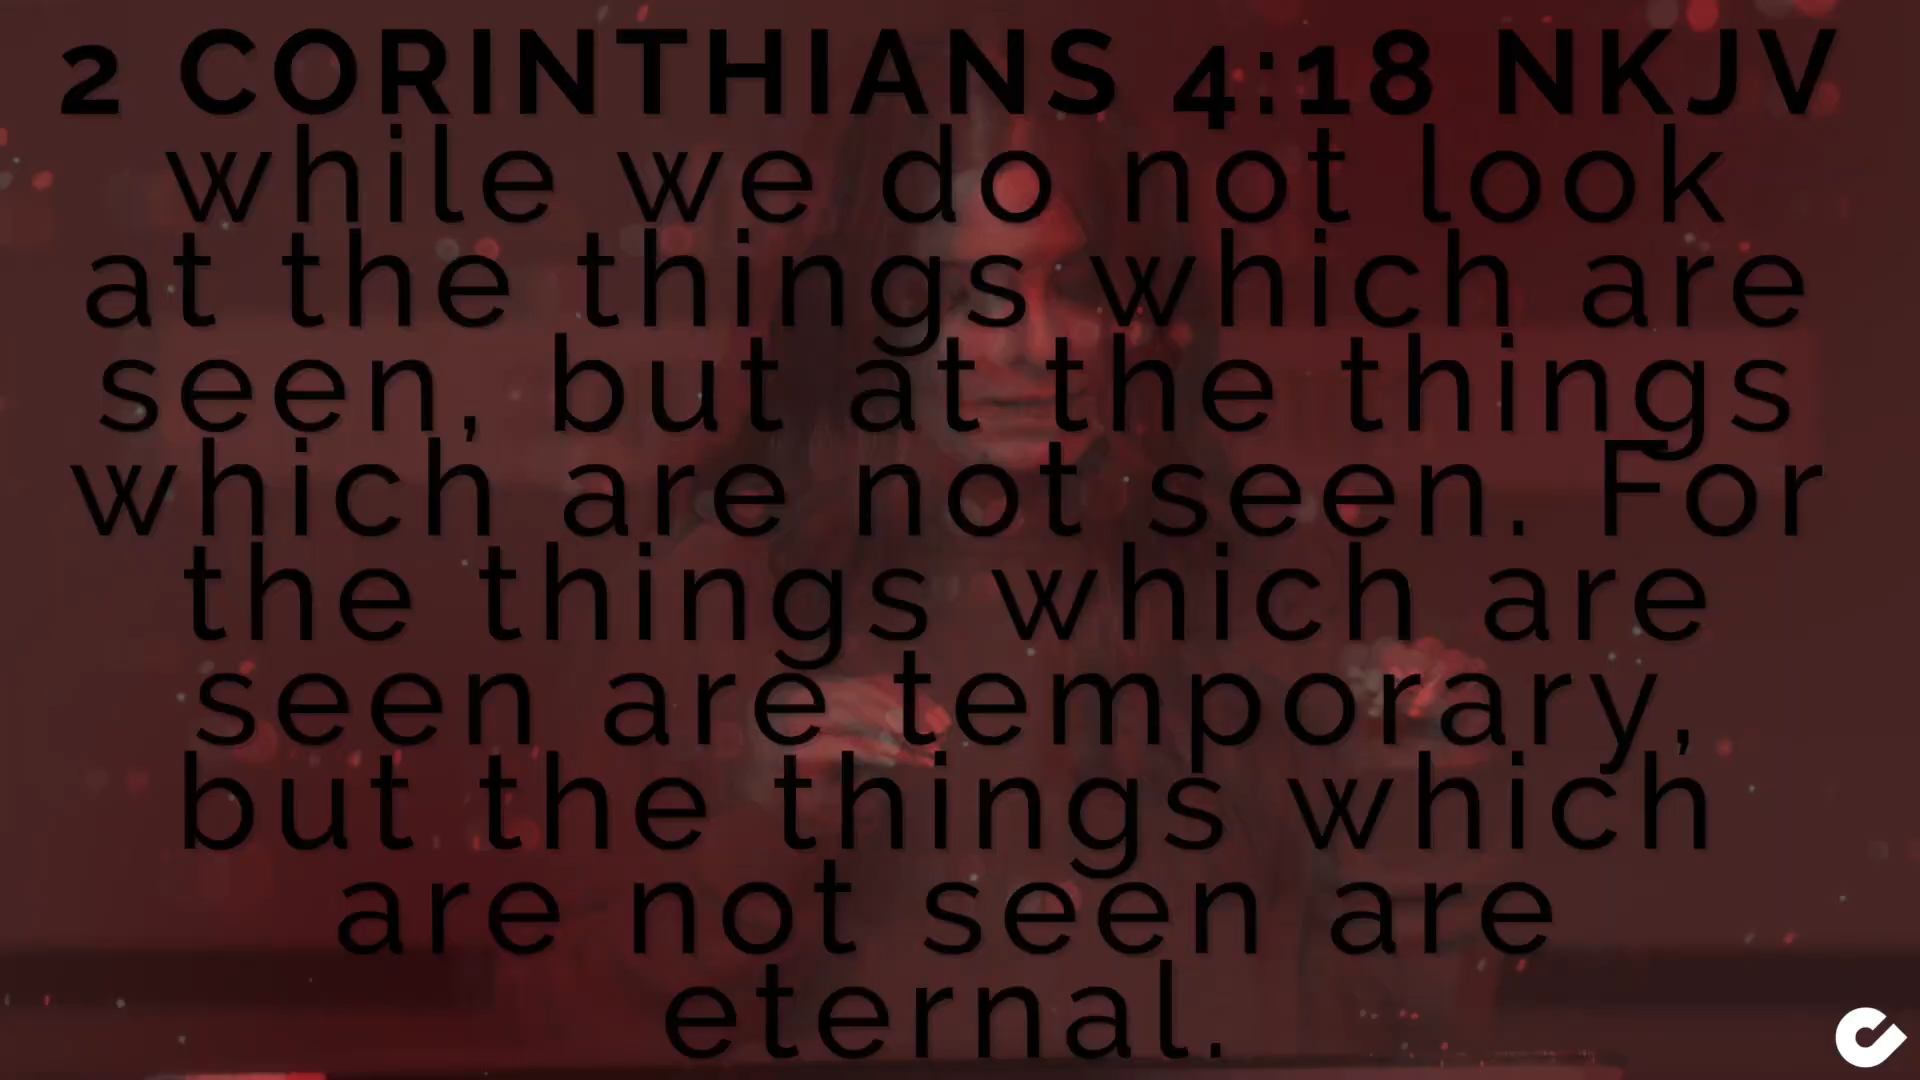 2 CORINTHIANS 4:18 NKJV
while we do not look
at the things which are
seen, but at the things
which are not seen. For
the things which are
seen are temporary,
but the things which
are not seen are
eternal.